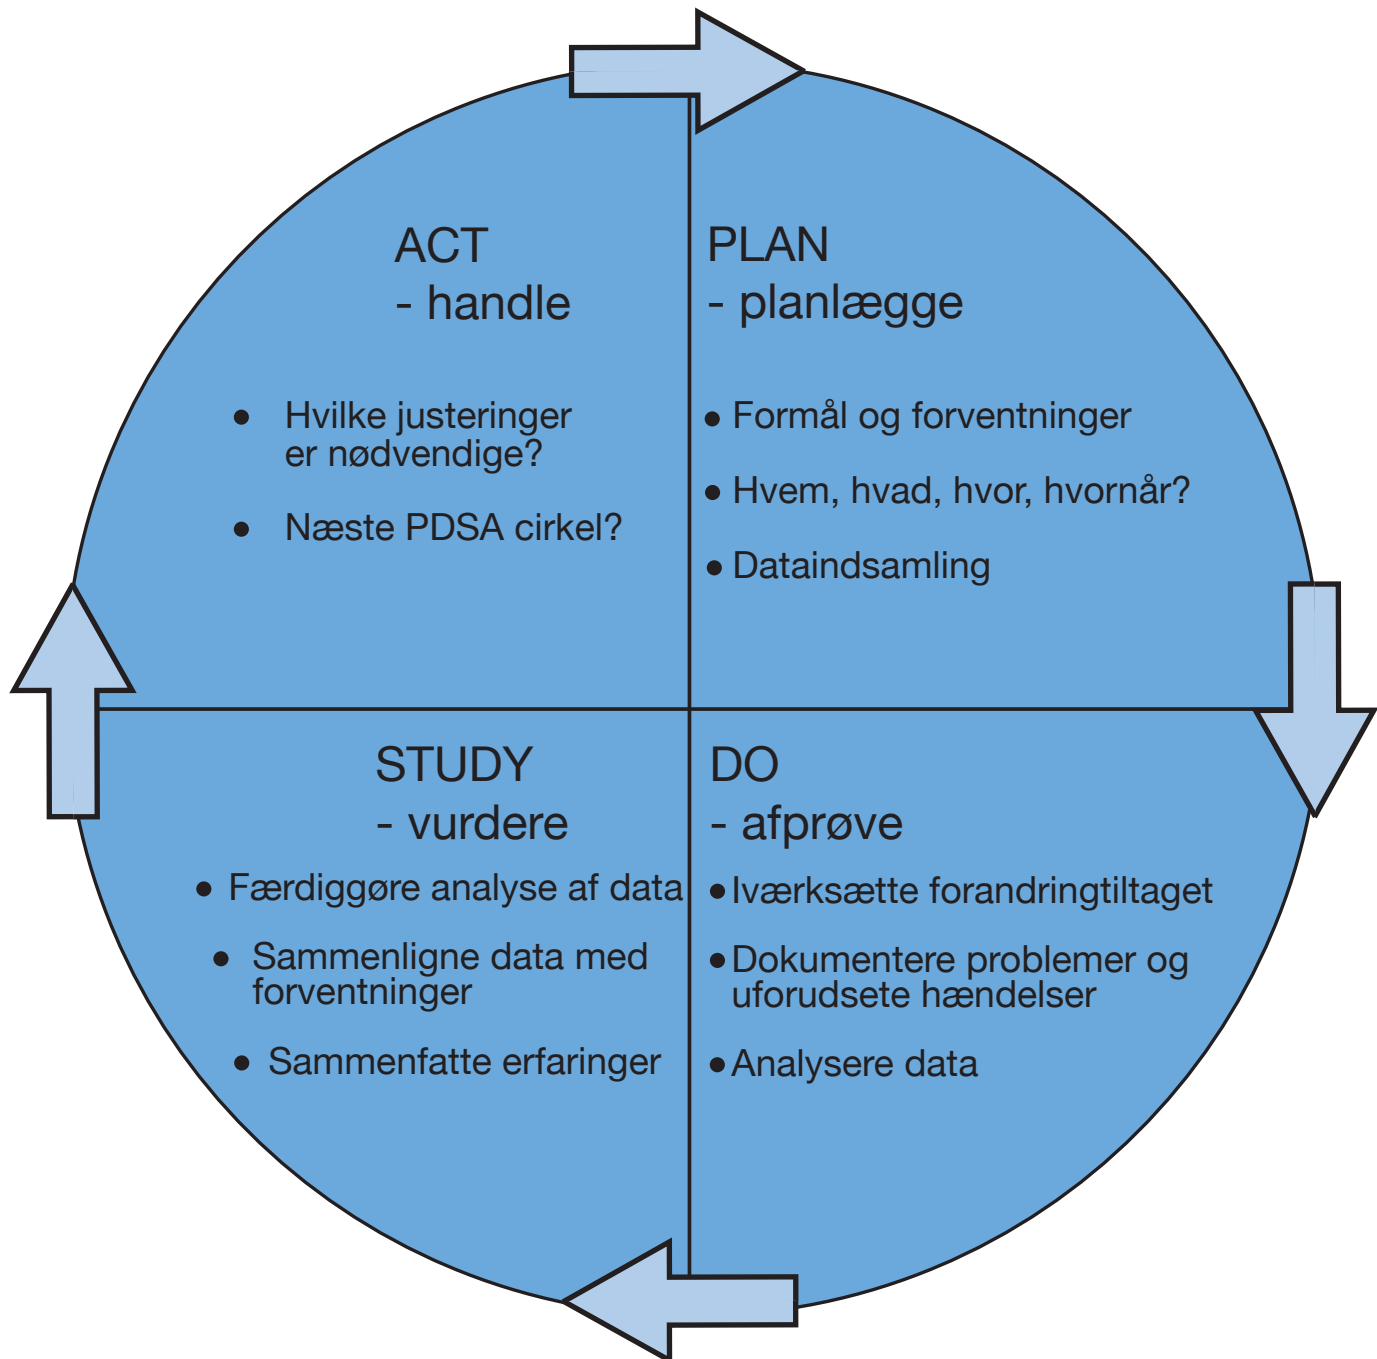 ACT
- handle
● Hvilke justeringer
er nødvendige?
● Næste PDSA cirkel?
PLAN
- planlægge
● Formål og forventninger
● Hvem, hvad, hvor, hvornår?
● Dataindsamling
STUDY
- vurdere
● Færdiggøre analyse af data
● Sammenligne data med
forventninger
● Sammenfatte erfaringer
DO
- afprøve
● Iværksætte forandringtiltaget
● Dokumentere problemer og
uforudsete hændelser
● Analysere data